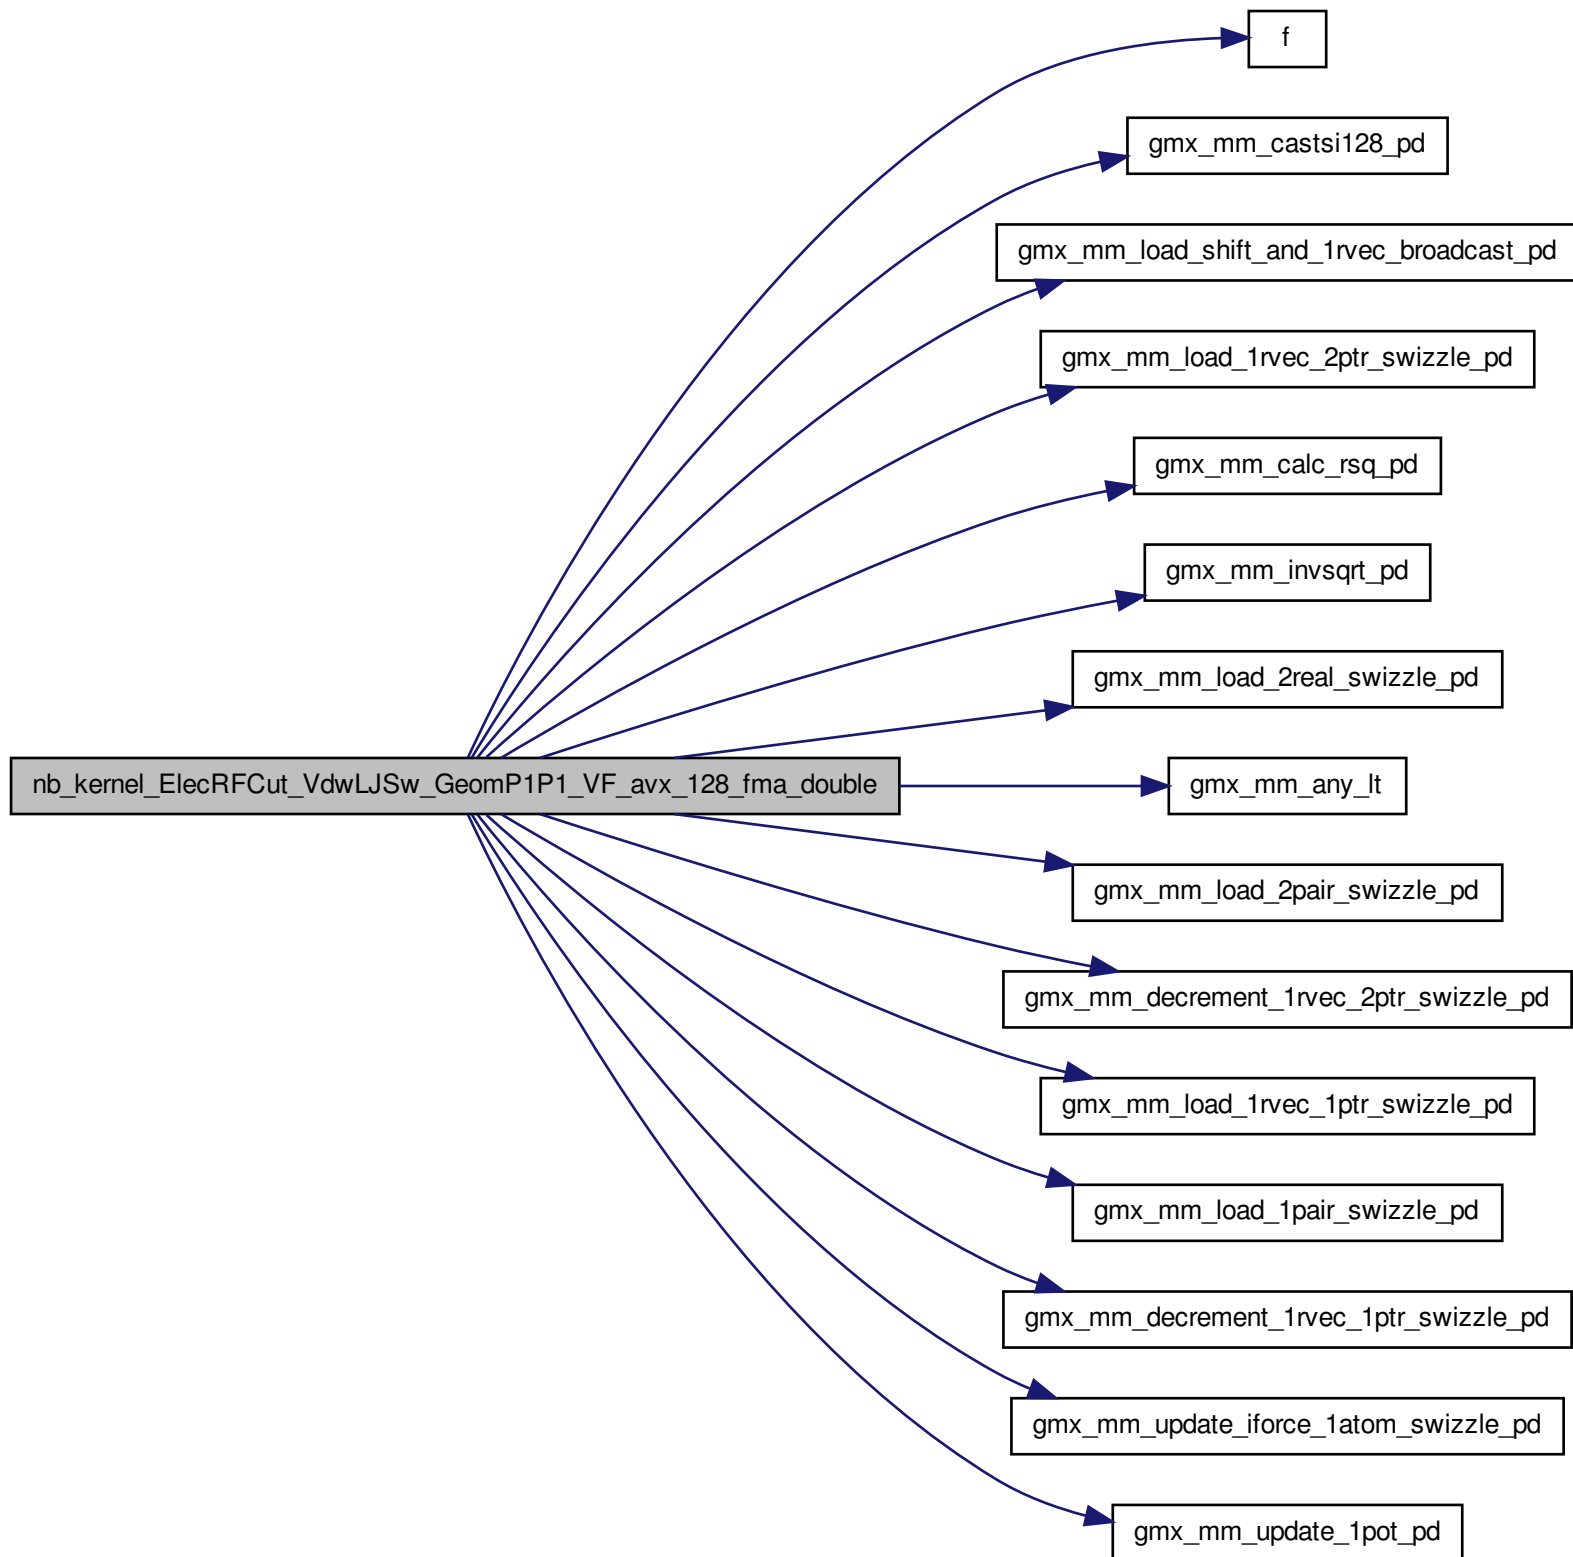 f
gmx_mm_castsi128_pd
gmx_mm_load_shift_and_1rvec_broadcast_pd
gmx_mm_load_1rvec_2ptr_swizzle_pd
gmx_mm_calc_rsq_pd
gmx_mm_invsqrt_pd
gmx_mm_load_2real_swizzle_pd
nb_kernel_ElecRFCut_VdwLJSw_GeomP1P1_VF_avx_128_fma_double
gmx_mm_any_lt
gmx_mm_load_2pair_swizzle_pd
gmx_mm_decrement_1rvec_2ptr_swizzle_pd
gmx_mm_load_1rvec_1ptr_swizzle_pd
gmx_mm_load_1pair_swizzle_pd
gmx_mm_decrement_1rvec_1ptr_swizzle_pd
gmx_mm_update_iforce_1atom_swizzle_pd
gmx_mm_update_1pot_pd